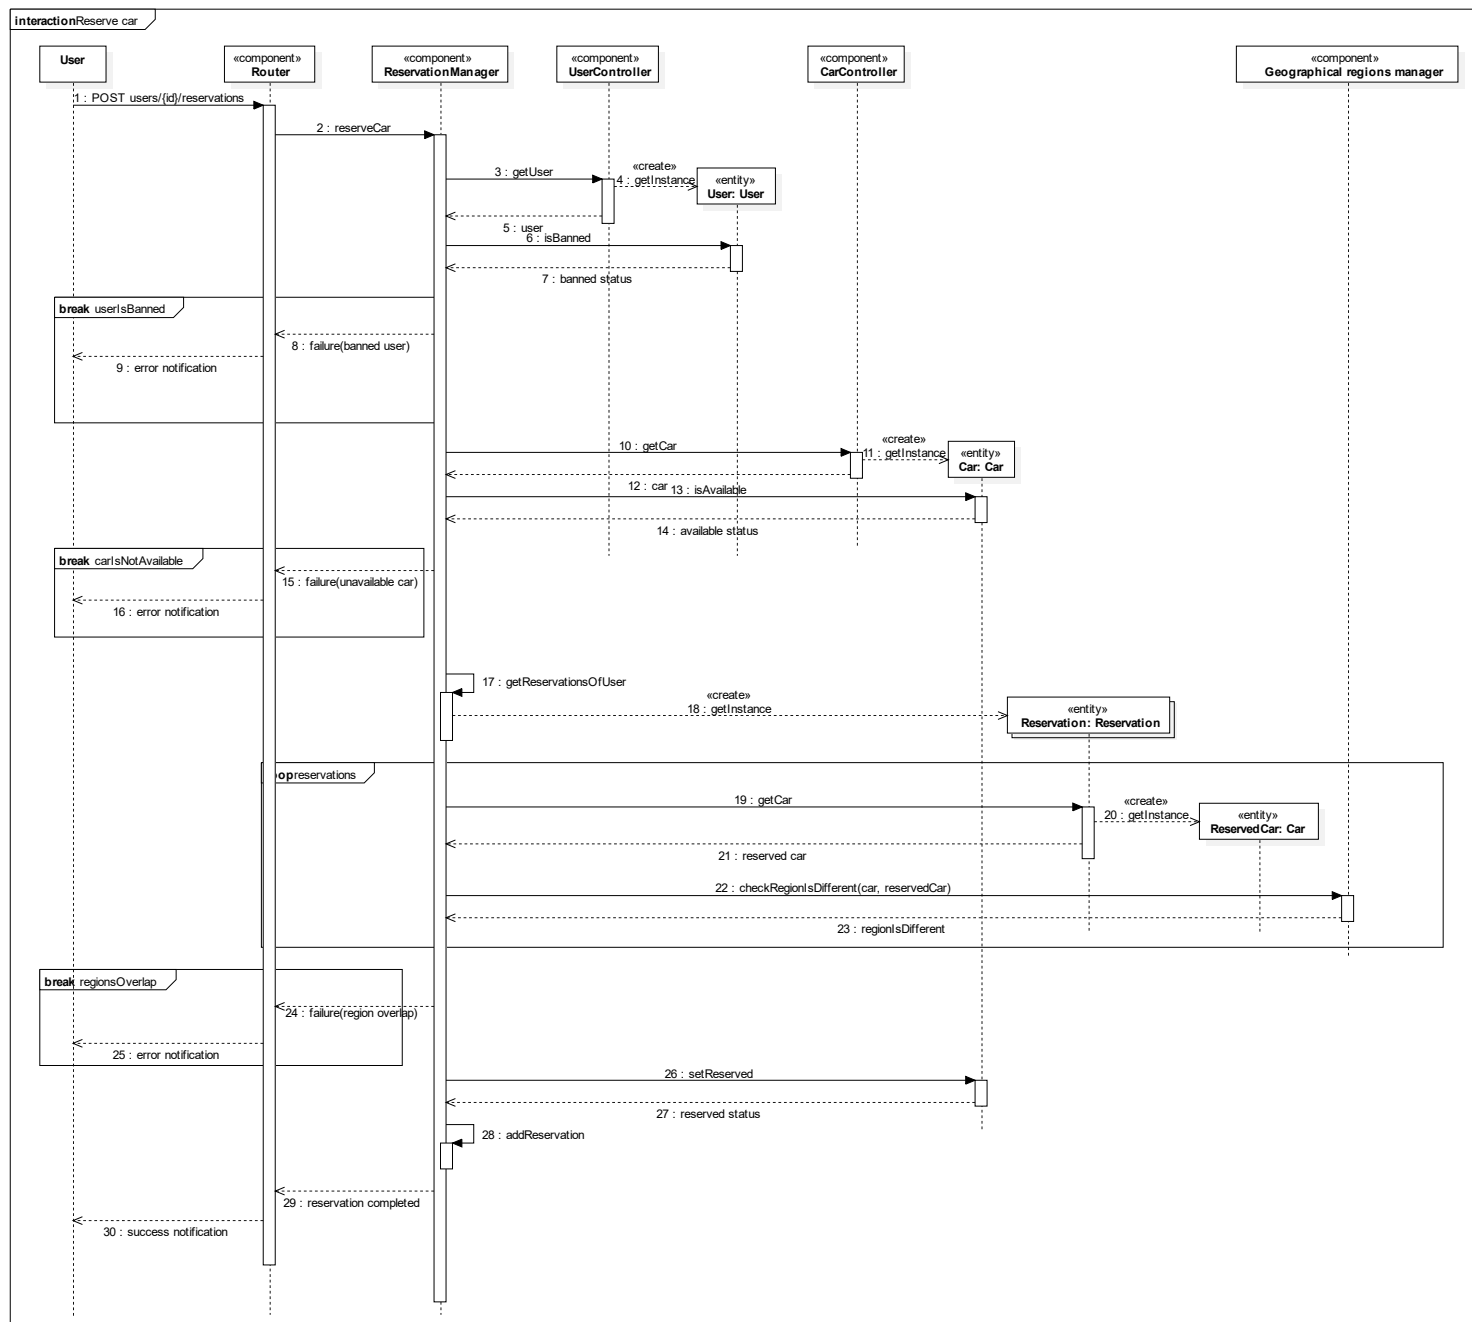 interactionReserve car
User
«component»
Router
«component»
ReservationManager
«component»
UserController
«component»
CarController
«component»
Geographical regions manager
1 : POST users/{id}/reservations
2 : reserveCar
3 : getUser
«create»
4 : getInstance
«entity»
User: User
5 : user
6 : isBanned
7 : banned status
break userIsBanned
8 : failure(banned user)
9 : error notification
10 : getCar
«create»
11 : getInstance
«entity»
Car: Car
12 : car
13 : isAvailable
14 : available status
break carIsNotAvailable
15 : failure(unavailable car)
16 : error notification
17 : getReservationsOfUser
«create»
18 : getInstance
«entity»
Reservation: Reservation
op reservations
19 : getCar
«create»
20 : getInstance
«entity»
ReservedCar: Car
21 : reserved car
22 : checkRegionIsDifferent(car, reservedCar)
23 : regionIsDifferent
break regionsOverlap
24 : failure(region overlap)
25 : error notification
26 : setReserved
27 : reserved status
28 : addReservation
29 : reservation completed
30 : success notification